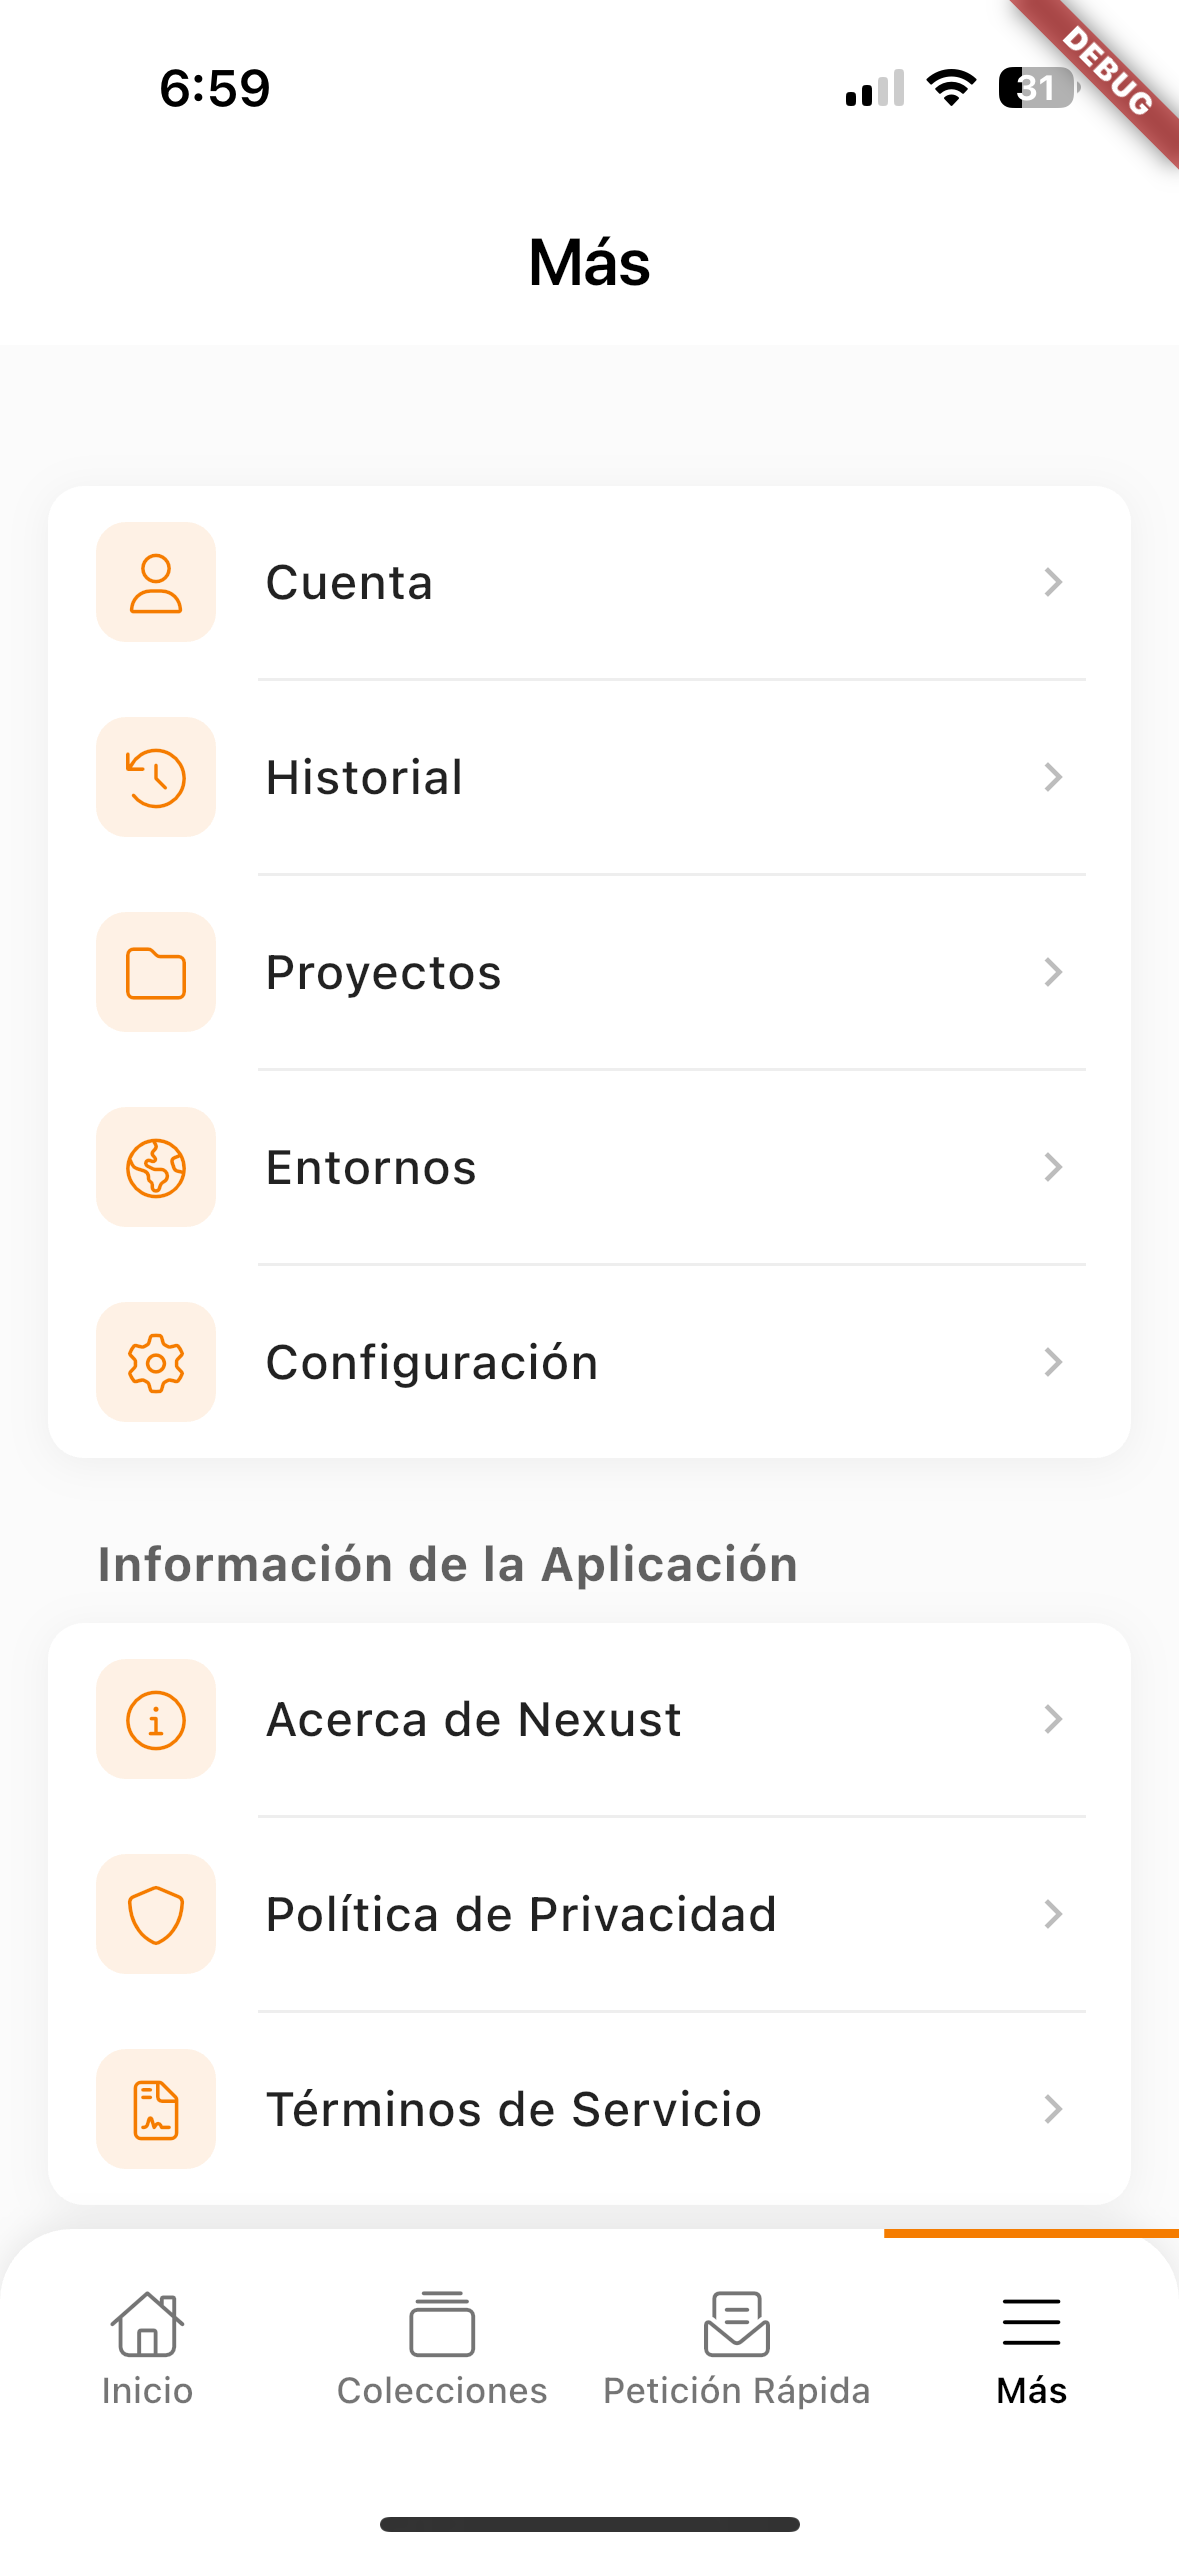 6:59
31
DEBUG
Más
Cuenta
Historial
Proyectos
Entornos
Configuración
Información de la Aplicación
Acerca de Nexust
Política de Privacidad
Términos de Servicio
Inicio
Colecciones
Petición Rápida
Más